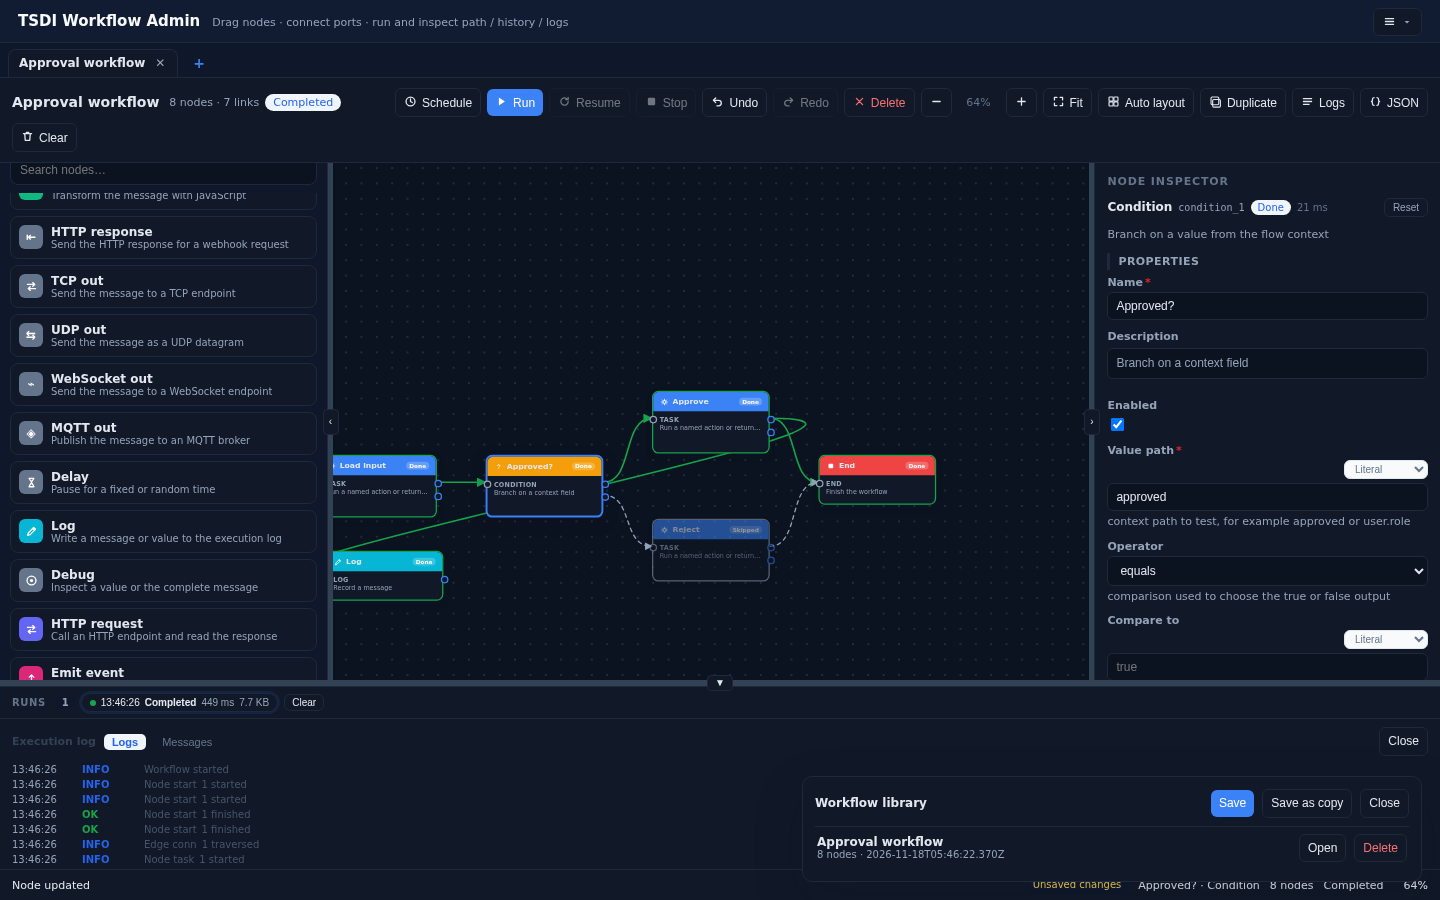 TSDI Workflow Admin Drag nodes · connect ports · run and inspect path / history / logs
Approval workflow ✕ +
Approval workflow 8 nodes · 7 links Completed Schedule Run Resume Stop Undo Redo Delete − 64% + Fit Auto layout Duplicate Logs JSON
Clear
Search nodes…
Transform the message with JavaScript
HTTP response
Send the HTTP response for a webhook request
TCP out
Send the message to a TCP endpoint
UDP out
Send the message as a UDP datagram
WebSocket out
Send the message to a WebSocket endpoint
MQTT out
Publish the message to an MQTT broker
Delay
Pause for a fixed or random time
Log
Write a message or value to the execution log
Debug
Inspect a value or the complete message
HTTP request
Call an HTTP endpoint and read the response
Emit event
Load input Done
ASK
un a named action or return…
Approved? Done
CONDITION
Branch on a context field
Approve Done
TASK
Run a named action or return…
End Done
END
Finish the workflow
Reject Skipped
TASK
Run a named action or return…
Log Done
LOG
Record a message
NODE INSPECTOR
Condition condition_1 Done 21 ms Reset
Branch on a value from the flow context
PROPERTIES
Name*
Approved?
Description
Branch on a context field
Enabled
Value path*
Literal
approved
context path to test, for example approved or user.role
Operator
equals
comparison used to choose the true or false output
Compare to
Literal
true
RUNS 1 13:46:26 Completed 449 ms 7.7 KB Clear
Execution log Logs Messages Close
13:46:26 INFO Workflow started
13:46:26 INFO Node start_1 started
13:46:26 INFO Node start_1 started
13:46:26 OK Node start_1 finished
13:46:26 OK Node start_1 finished
13:46:26 INFO Edge conn_1 traversed
13:46:26 INFO Node task_1 started
Workflow library Save Save as copy Close
Approval workflow
8 nodes · 2026-11-18T05:46:22.370Z
Open Delete
Node updated Unsaved changes Approved? · Condition 8 nodes Completed 64%